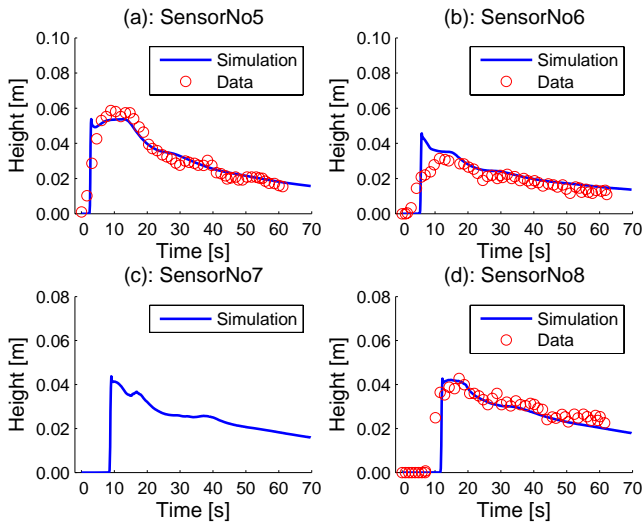 (a): SensorNo5
(b): SensorNo6
0.10
0.08
0.06
0.04
0.02
0.00
Height [m]
Simulation
Data
0 10 20 30 40 50 60 70
Time [s]
0.10
0.08
0.06
0.04
0.02
0.00
Height [m]
Simulation
Data
0 10 20 30 40 50 60 70
Time [s]
(c): SensorNo7
(d): SensorNo8
0.08
0.06
0.04
0.02
0.00
Height [m]
Simulation
0 10 20 30 40 50 60 70
Time [s]
0.08
0.06
0.04
0.02
0.00
Height [m]
Simulation
Data
0 10 20 30 40 50 60 70
Time [s]